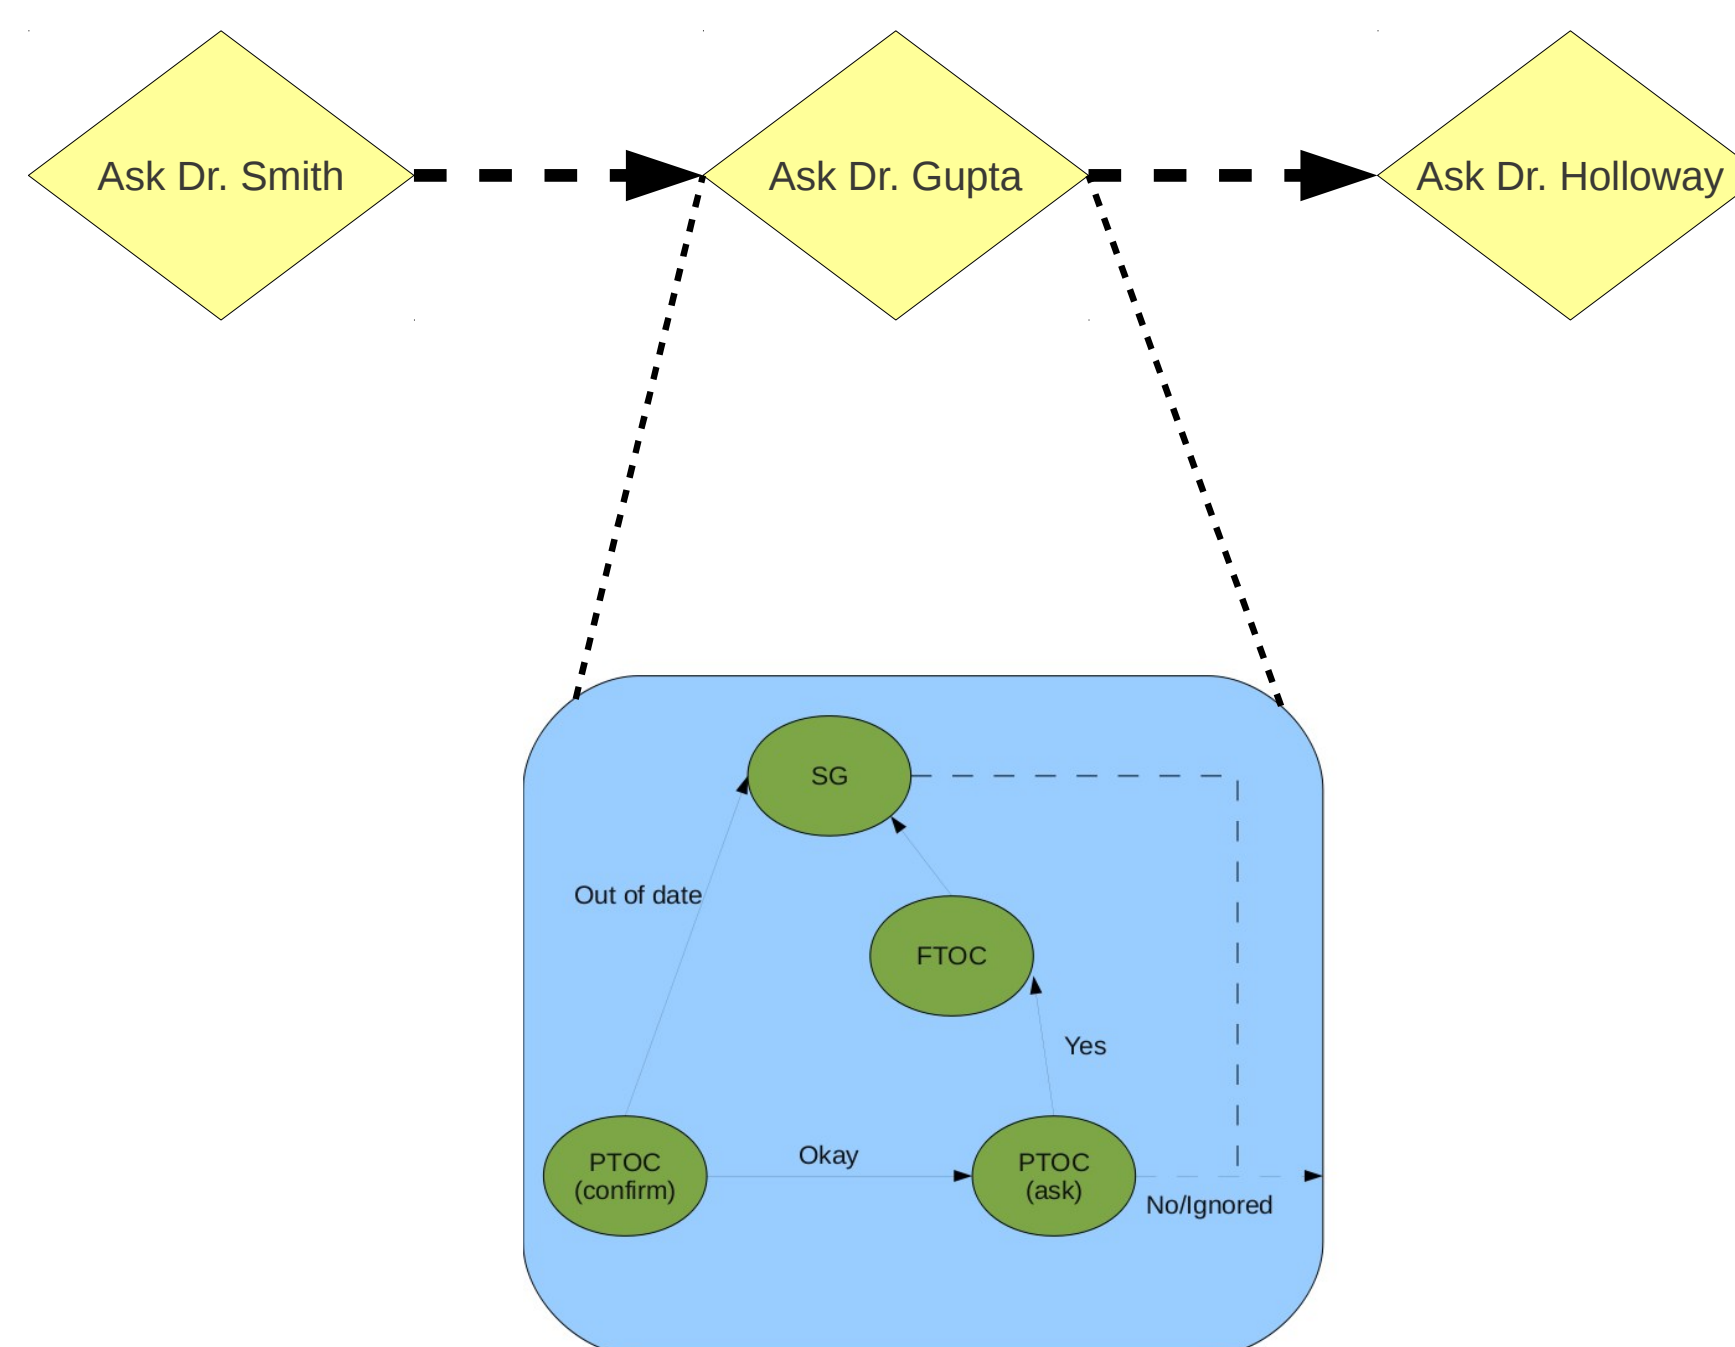 Ask Dr. Smith
Ask Dr. Gupta
Ask Dr. Holloway
SG
Out of date
FTOC
Yes
PTOC
(confirm)
Okay
PTOC
(ask)
No/Ignored